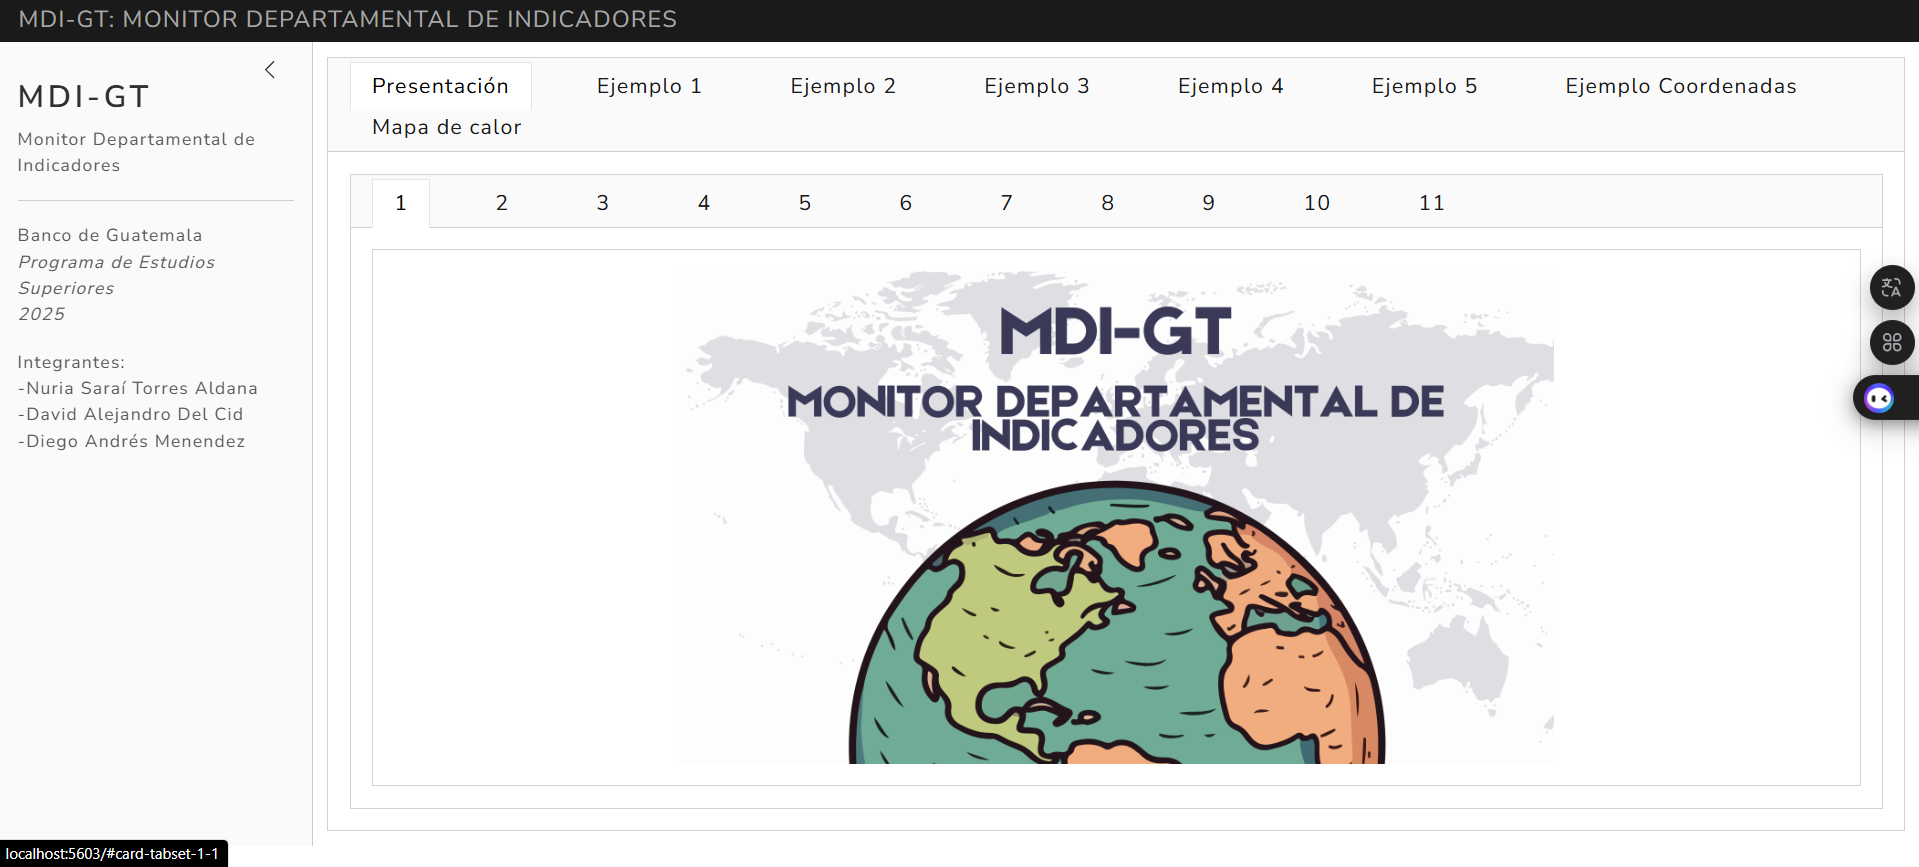 MDI-GT: MONITOR DEPARTAMENTAL DE INDICADORES
MDI-GT
Monitor Departamental de
Indicadores
Banco de Guatemala
Programa de Estudios
Superiores
2025
Integrantes:
-Nuria Saraí Torres Aldana
-David Alejandro Del Cid
-Diego Andrés Menendez
Presentación Ejemplo 1 Ejemplo 2 Ejemplo 3 Ejemplo 4 Ejemplo 5 Ejemplo Coordenadas
Mapa de calor
1 2 3 4 5 6 7 8 9 10 11
MDI-GT
MONITOR DEPARTAMENTAL DE
INDICADORES
localhost:5603/#card-tabset-1-1